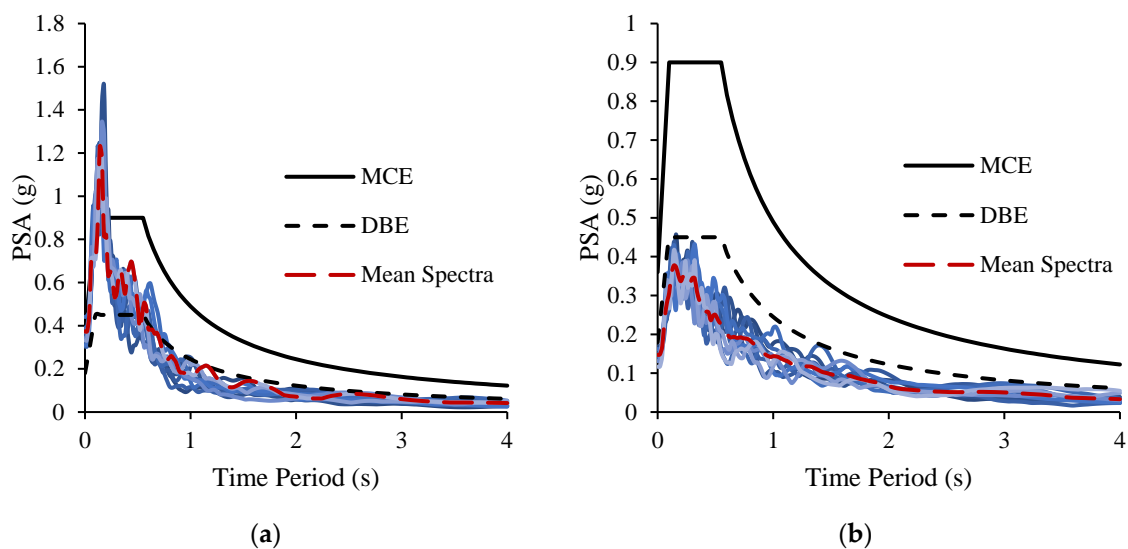 1.8
1.6
1.4
1.2
1
0.8
0.6
0.4
0.2
0
PSA (g)
MCE
DBE
Mean Spectra
0 1 2 3 4
Time Period (s)
(a)
1
0.9
0.8
0.7
0.6
0.5
0.4
0.3
0.2
0.1
0
PSA (g)
MCE
DBE
Mean Spectra
0 1 2 3 4
Time Period (s)
(b)